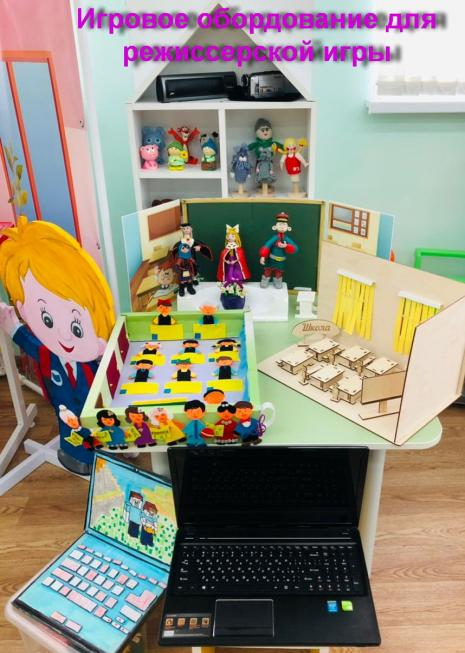 Игровое обордование для
режиссерской игры
Школа